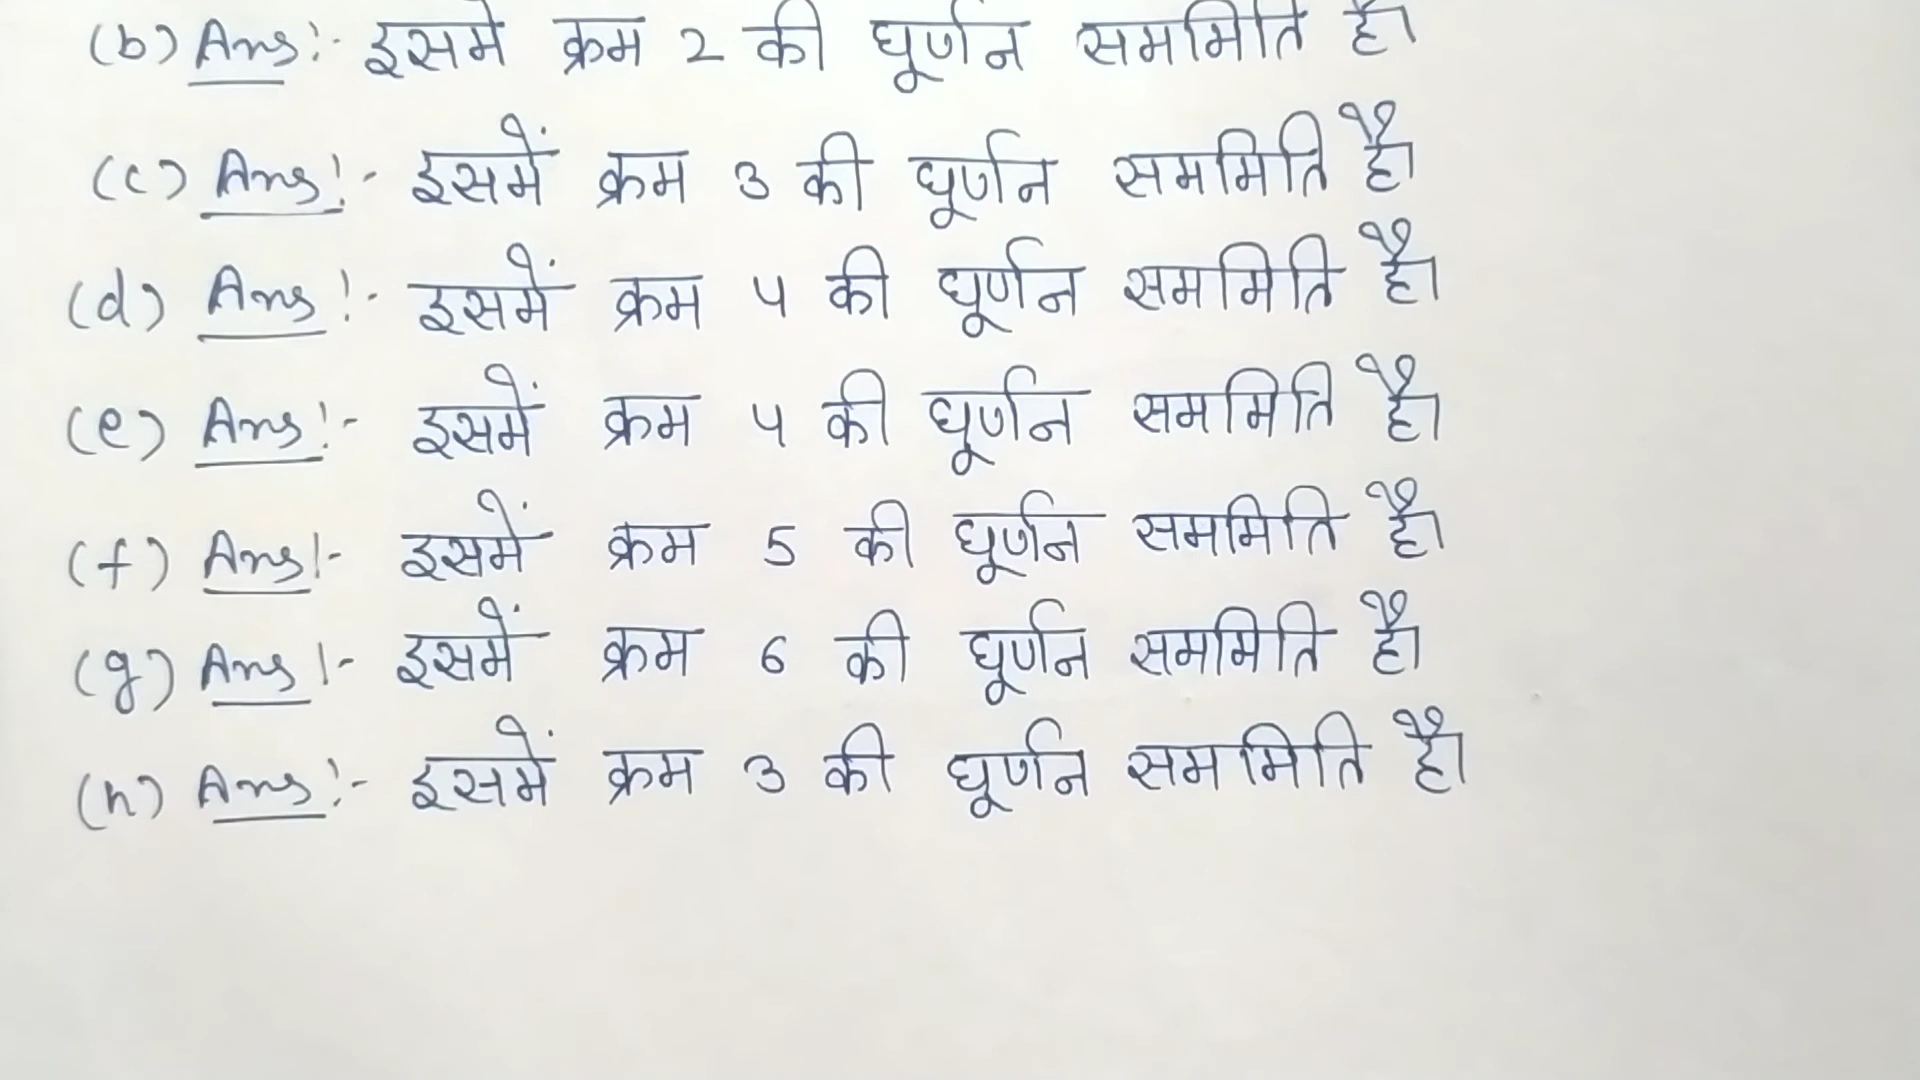 (b) Ans:- इसमें क्रम 2 की घूर्णन सममिति है।
(c) Ans:- इसमें क्रम 3 की घूर्णन सममिति है।
(d) Ans:- इसमें क्रम 4 की घूर्णन सममिति है।
(e) Ans:- इसमें क्रम 4 की घूर्णन सममिति है।
(f) Ans:- इसमें क्रम 5 की घूर्णन सममिति है।
(g) Ans:- इसमें क्रम 6 की घूर्णन सममिति है।
(h) Ans:- इसमें क्रम 3 की घूर्णन सममिति है।